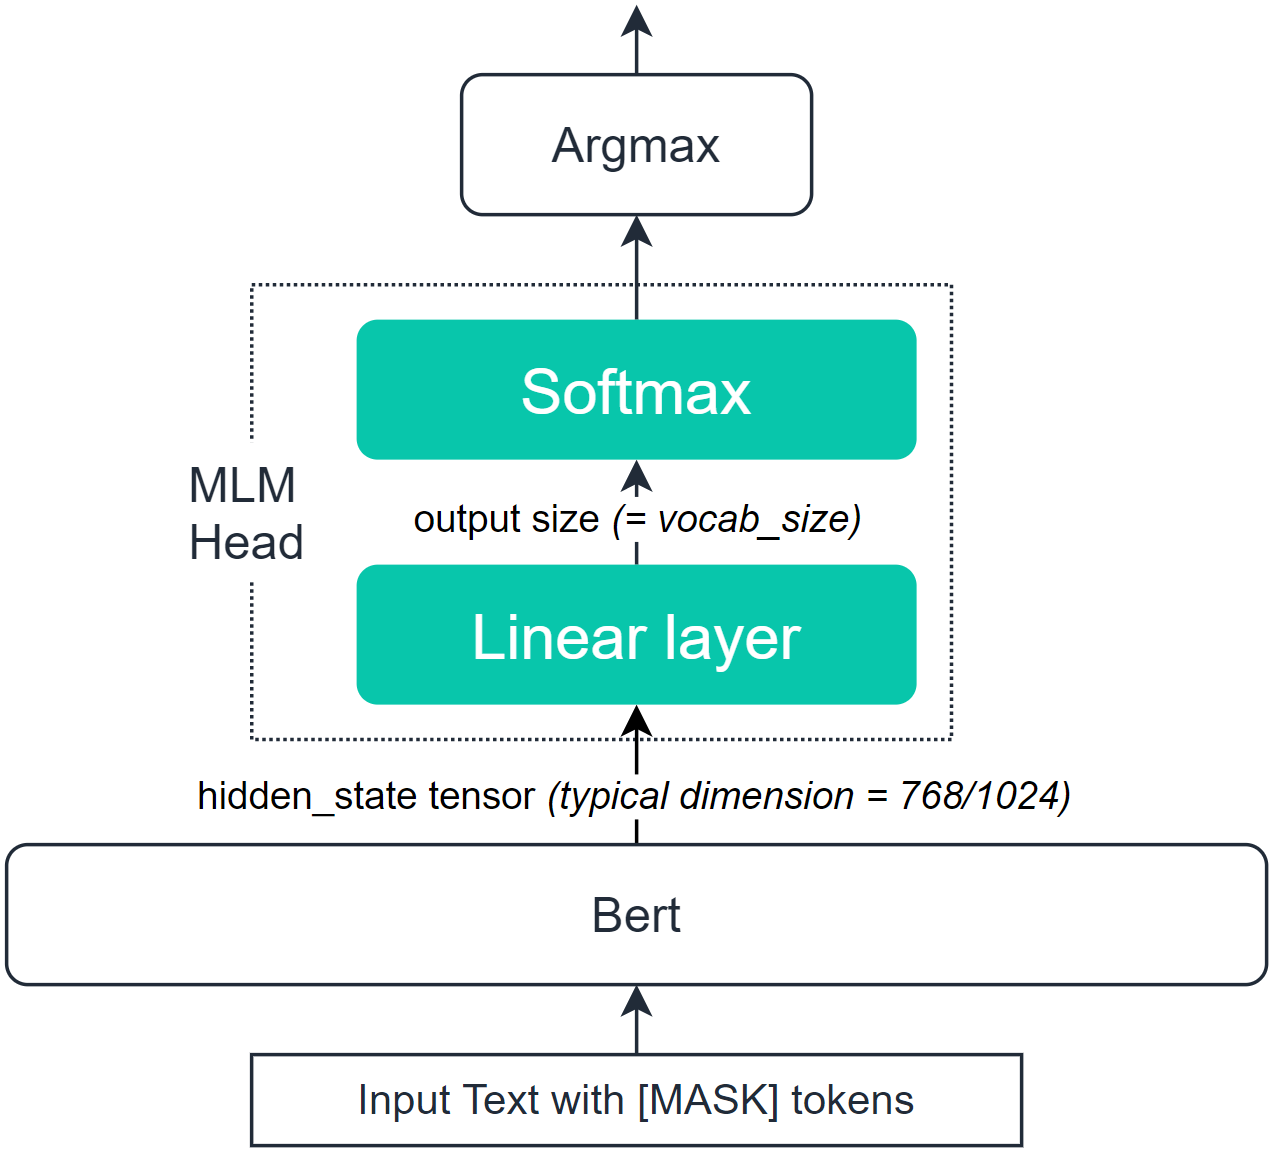 Argmax
Softmax
MLM
Head
output size (= vocab_size)
Linear layer
hidden_state tensor (typical dimension = 768/1024)
Bert
Input Text with [MASK] tokens